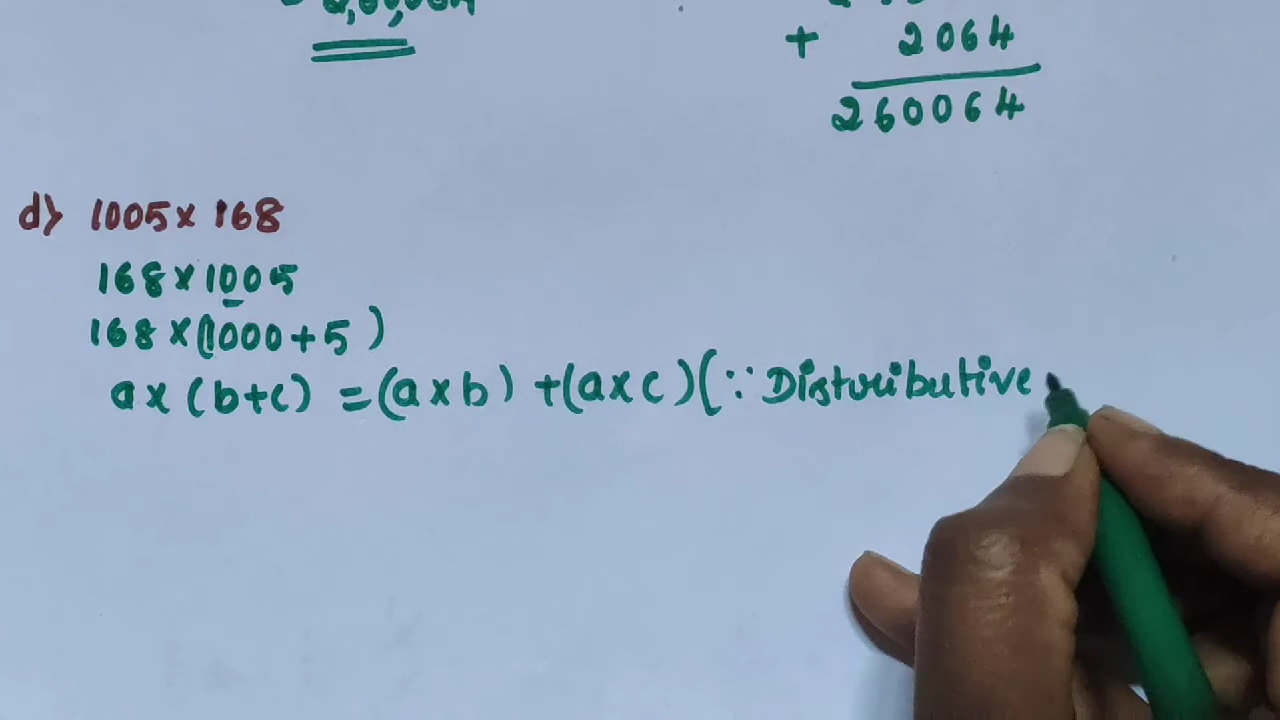 + 2064
260064
d) 1005 × 168
168 × 1005
168 × (1000 + 5)
a × (b+c) = (a × b) + (a × c) (∵ Distributive